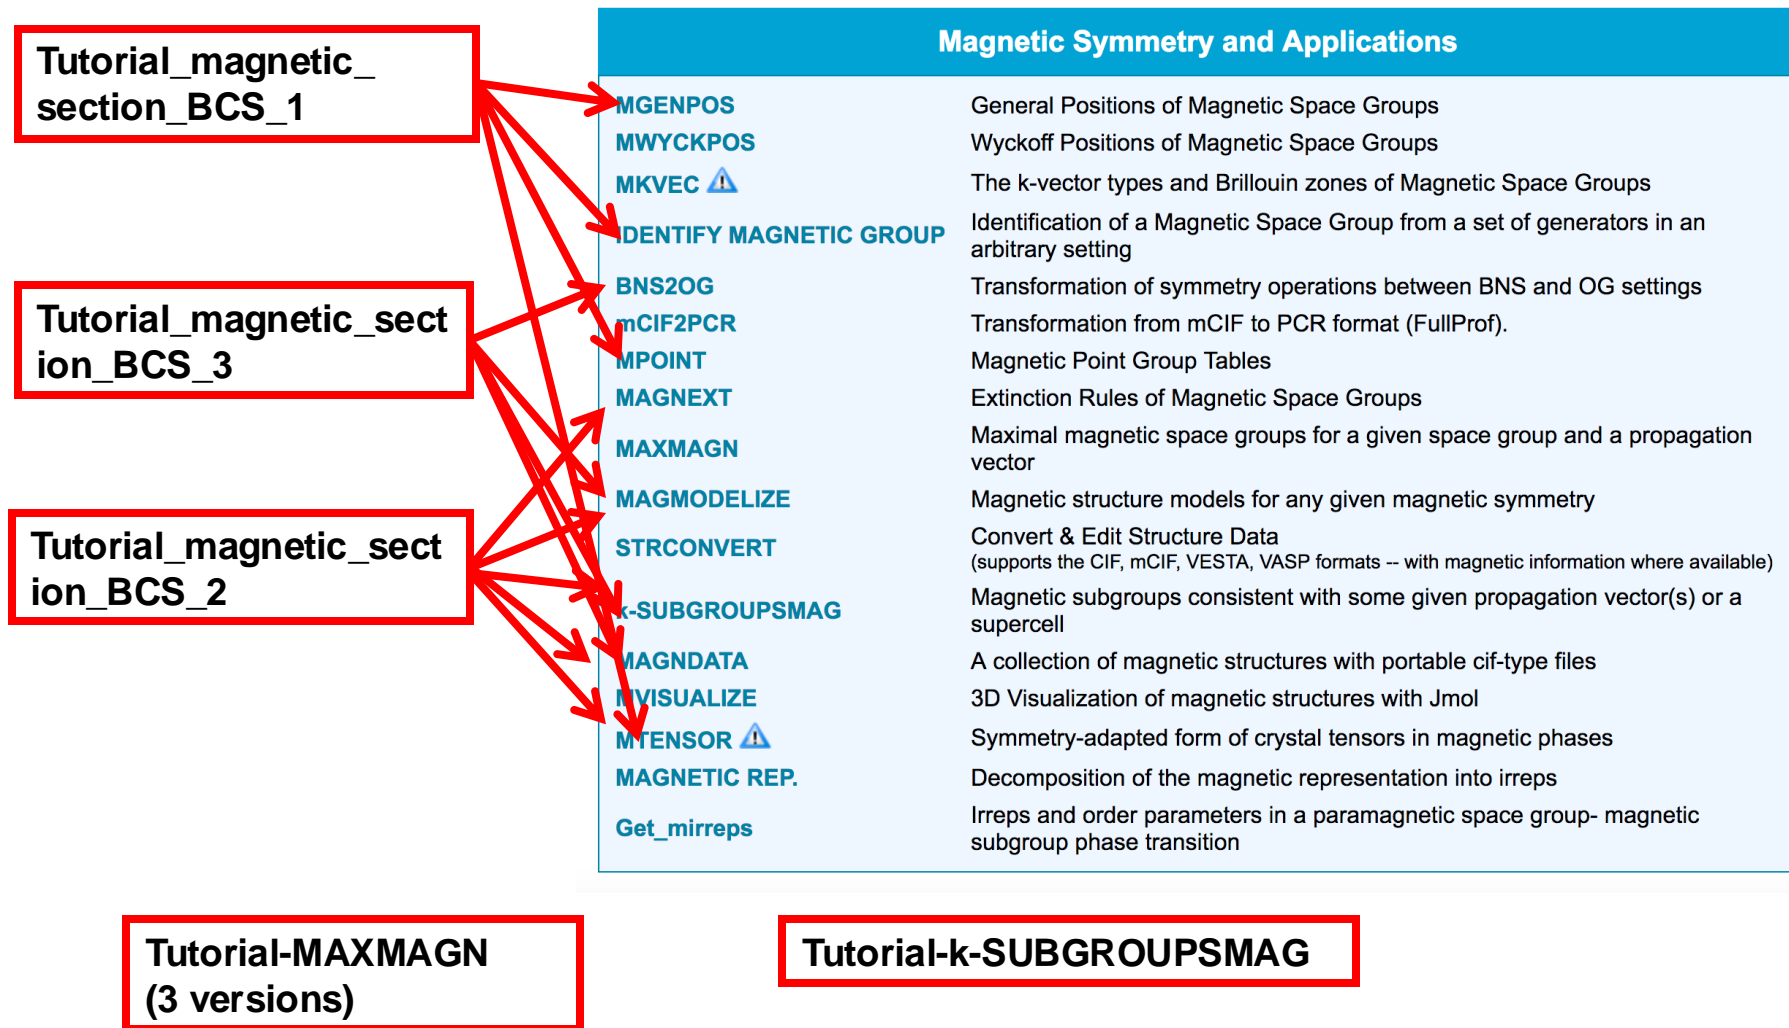 Tutorial_magnetic_
section_BCS_1
Tutorial_magnetic_sect
ion_BCS_3
Tutorial_magnetic_sect
ion_BCS_2
Magnetic Symmetry and Applications
MGENPOS General Positions of Magnetic Space Groups
MWYCKPOS Wyckoff Positions of Magnetic Space Groups
MKVEC The k-vector types and Brillouin zones of Magnetic Space Groups
IDENTIFY MAGNETIC GROUP Identification of a Magnetic Space Group from a set of generators in an
arbitrary setting
BNS2OG Transformation of symmetry operations between BNS and OG settings
mCIF2PCR Transformation from mCIF to PCR format (FullProf).
MPOINT Magnetic Point Group Tables
MAGNEXT Extinction Rules of Magnetic Space Groups
MAXMAGN Maximal magnetic space groups for a given space group and a propagation
vector
MAGMODELIZE Magnetic structure models for any given magnetic symmetry
STRCONVERT Convert & Edit Structure Data
(supports the CIF, mCIF, VESTA, VASP formats -- with magnetic information where available)
k-SUBGROUPSMAG Magnetic subgroups consistent with some given propagation vector(s) or a
supercell
MAGNDATA A collection of magnetic structures with portable cif-type files
MVISUALIZE 3D Visualization of magnetic structures with Jmol
MTENSOR Symmetry-adapted form of crystal tensors in magnetic phases
MAGNETIC REP. Decomposition of the magnetic representation into irreps
Get_mirreps Irreps and order parameters in a paramagnetic space group- magnetic
subgroup phase transition
Tutorial-MAXMAGN
(3 versions)
Tutorial-k-SUBGROUPSMAG